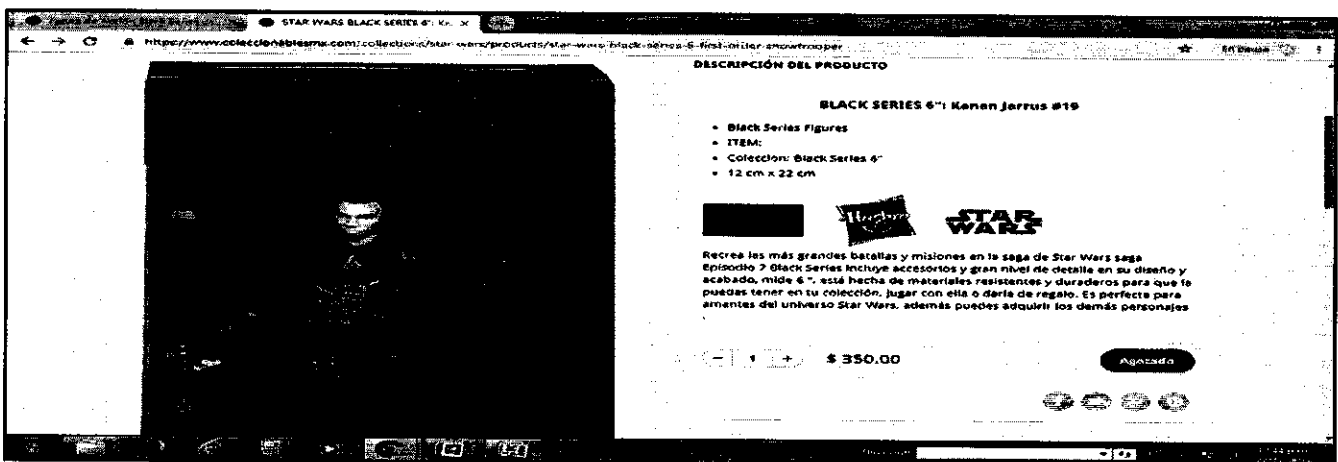 STAR WARS BLACK SERIES 6": Kn
https://www.coleccionablesmx.com/collections/star-wars/products/star-wars-black-series-6-first-order-snowtrooper
En pausa
DESCRIPCIÓN DEL PRODUCTO
BLACK SERIES 6": Kanan Jarrus #19
Black Series Figures
ITEM:
Colección: Black Series 6"
12 cm x 22 cm
Hasbro
STAR
WARS
Recrea las más grandes batallas y misiones en la saga de Star Wars saga
Episodio 7 Black Series incluye accesorios y gran nivel de detalle en su diseño y
acabado, mide 6 ", está hecha de materiales resistentes y duraderos para que la
puedas tener en tu colección, jugar con ella o darla de regalo. Es perfecta para
amantes del universo Star Wars, además puedes adquirir los demás personajes
.
− 1 + $ 350.00
Agotado